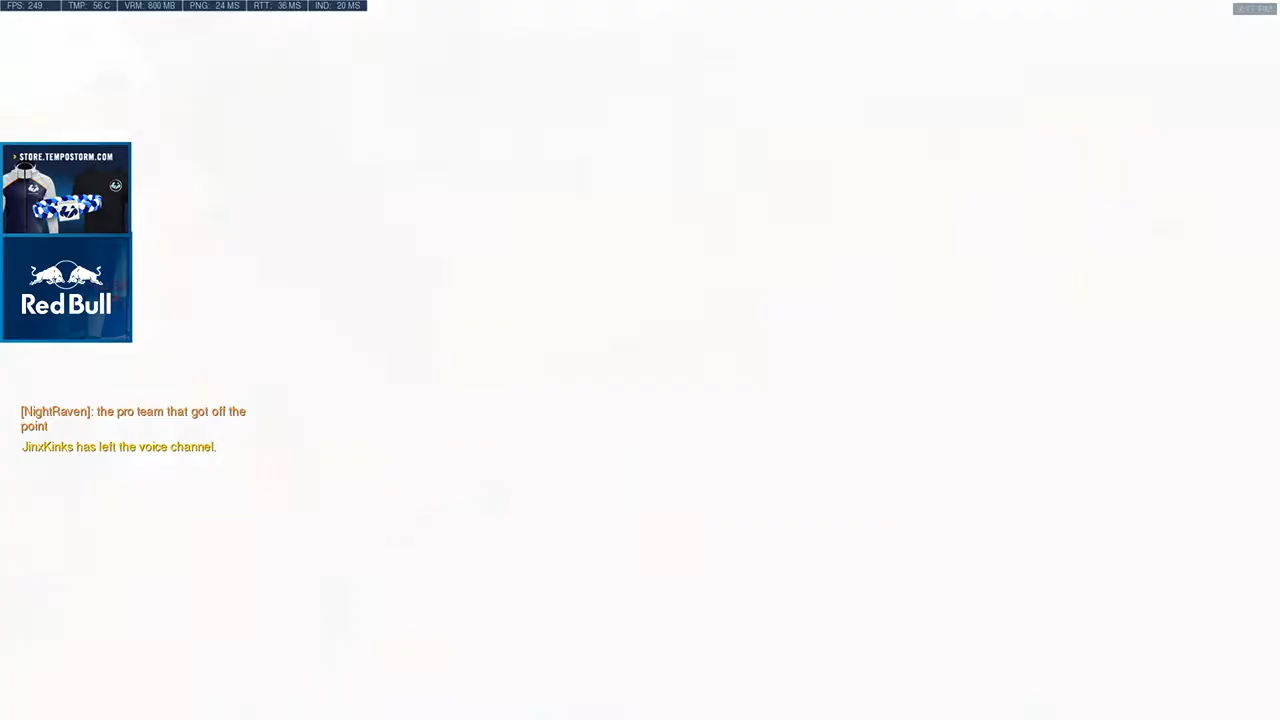 FPS: 249 TMP: 56 C VRM: 800 MB PNG: 24 MS RTT: 36 MS IND: 20 MS
STORE.TEMPOSTORM.COM
Red Bull
[NightRaven]: the pro team that got off the
point
JinxKinks has left the voice channel.